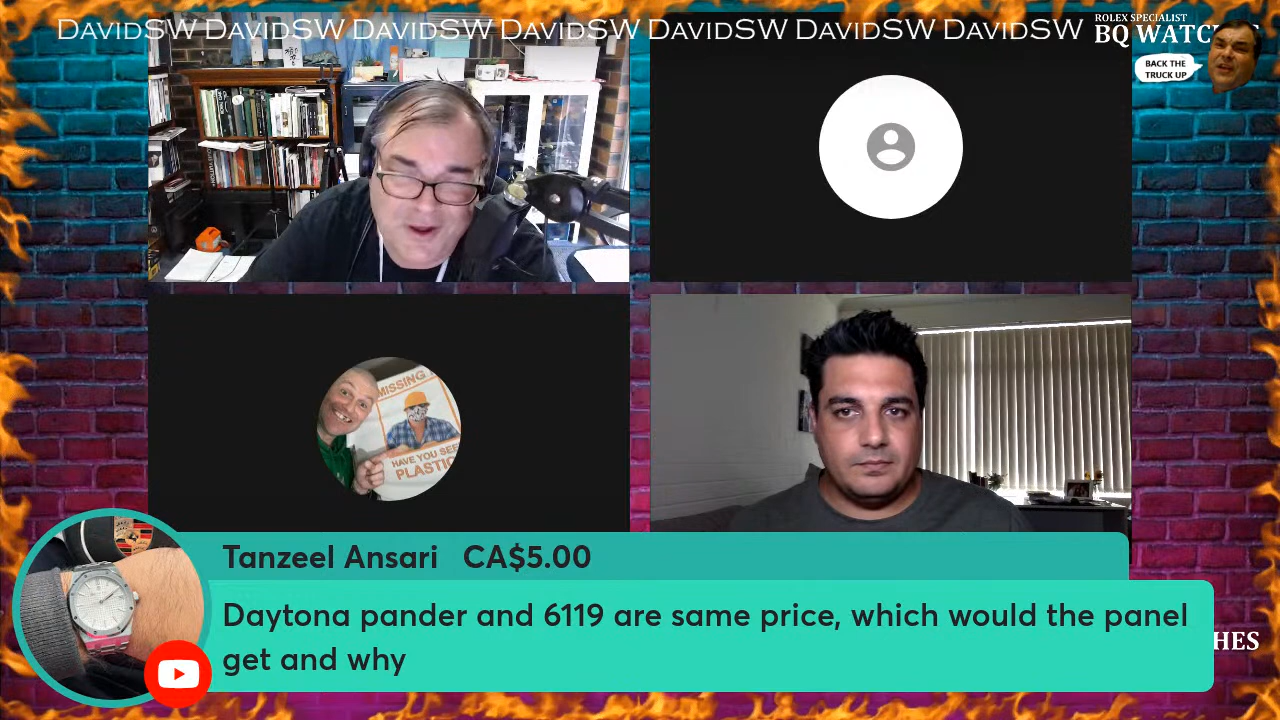 DavidSW DavidSW DavidSW DavidSW DavidSW DavidSW DavidSW
ROLEX SPECIALIST
BQ WATC
BACK THE
TRUCK UP
MISSING
HAVE YOU SEE
PLASTIC
Tanzeel Ansari CA$5.00
Daytona pander and 6119 are same price, which would the panel
get and why
HES